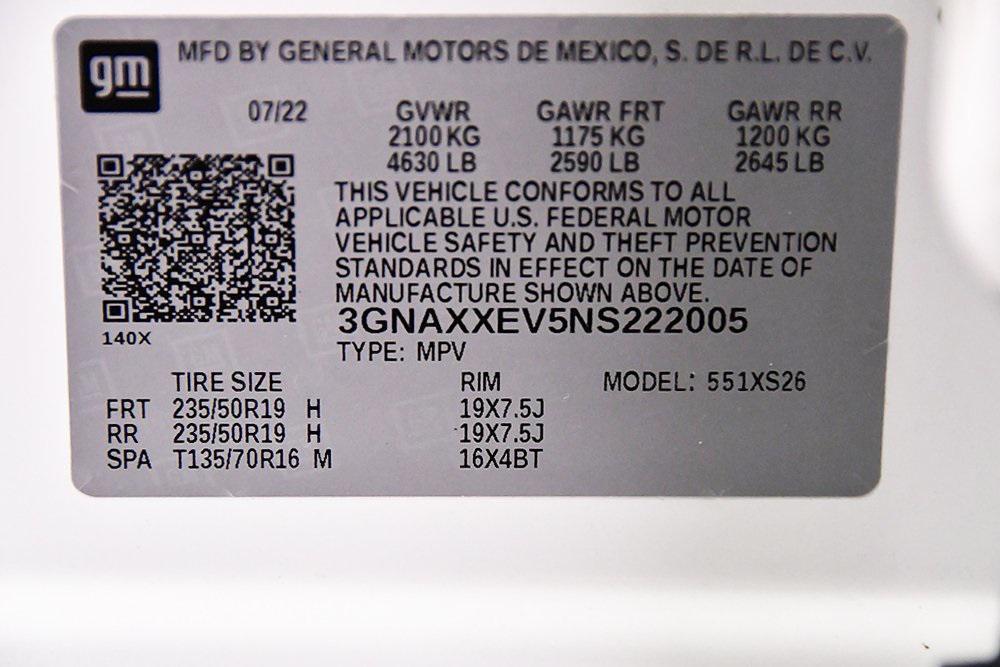 gm
MFD BY GENERAL MOTORS DE MEXICO, S. DE R.L. DE C.V.
07/22 GVWR GAWR FRT GAWR RR
2100 KG 1175 KG 1200 KG
4630 LB 2590 LB 2645 LB
THIS VEHICLE CONFORMS TO ALL
APPLICABLE U.S. FEDERAL MOTOR
VEHICLE SAFETY AND THEFT PREVENTION
STANDARDS IN EFFECT ON THE DATE OF
MANUFACTURE SHOWN ABOVE.
3GNAXXEV5NS222005
140X
TYPE: MPV
TIRE SIZE RIM MODEL: 551XS26
FRT 235/50R19 H 19X7.5J
RR 235/50R19 H 19X7.5J
SPA T135/70R16 M 16X4BT